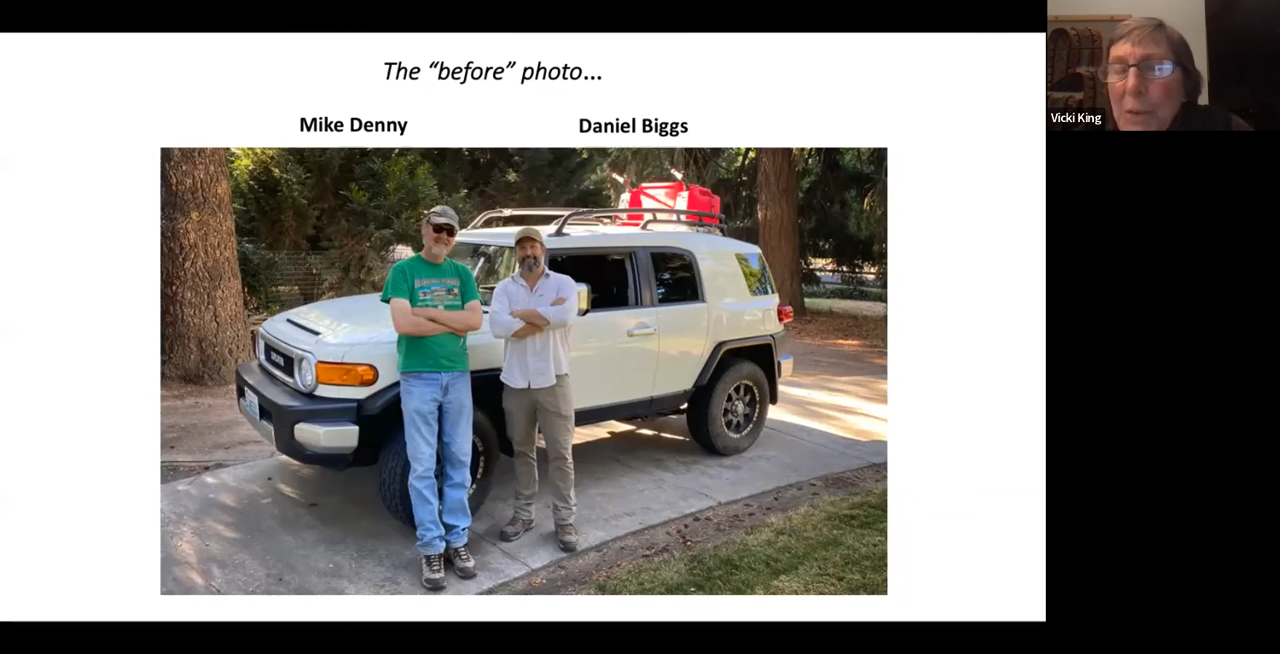 The “before” photo...
Mike Denny
Daniel Biggs
Vicki King